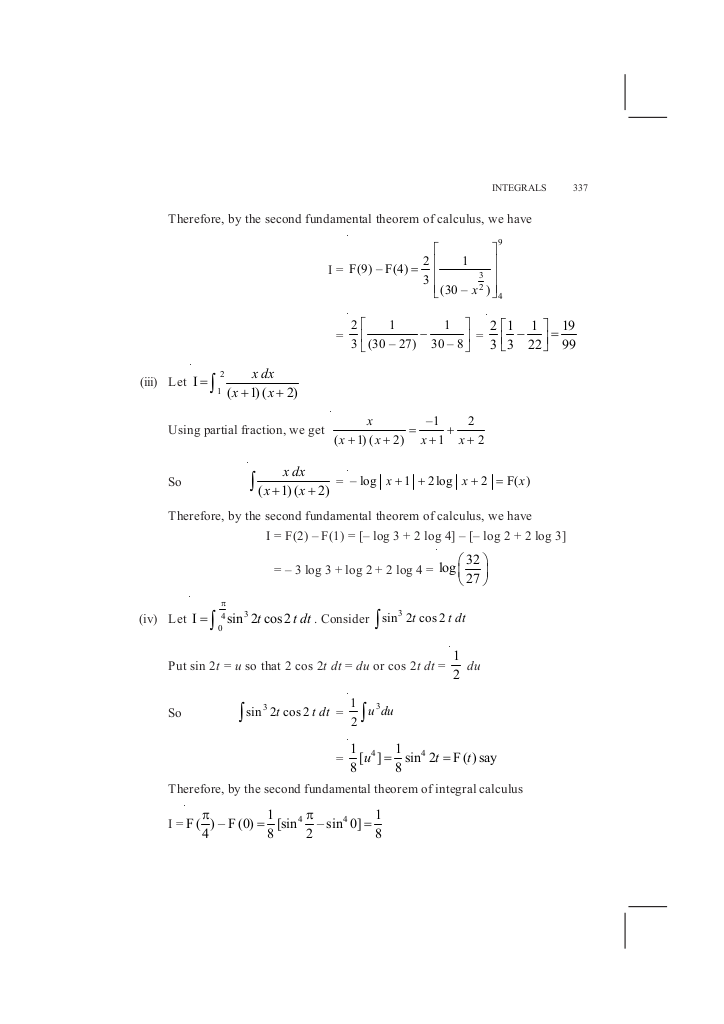 INTEGRALS 337
Therefore, by the second fundamental theorem of calculus, we have
I = F(9) – F(4) = \frac{2}{3} \left[ \frac{1}{(30 – x^{\frac{3}{2}})} \right]_4^9
= \frac{2}{3} \left[ \frac{1}{(30 – 27)} – \frac{1}{30 – 8} \right] = \frac{2}{3} \left[ \frac{1}{3} – \frac{1}{22} \right] = \frac{19}{99}
(iii) Let I = \int_1^2 \frac{x dx}{(x + 1) (x + 2)}
Using partial fraction, we get \frac{x}{(x + 1) (x + 2)} = \frac{–1}{x + 1} + \frac{2}{x + 2}
So \int \frac{x dx}{(x + 1) (x + 2)} = – log | x + 1 | + 2 log | x + 2 | = F(x)
Therefore, by the second fundamental theorem of calculus, we have
I = F(2) – F(1) = [– log 3 + 2 log 4] – [– log 2 + 2 log 3]
= – 3 log 3 + log 2 + 2 log 4 = log \left( \frac{32}{27} \right)
(iv) Let I = \int_0^{\frac{π}{4}} sin^3 2t cos 2 t dt . Consider \int sin^3 2t cos 2 t dt
Put sin 2t = u so that 2 cos 2t dt = du or cos 2t dt = \frac{1}{2} du
So \int sin^3 2t cos 2 t dt = \frac{1}{2} \int u^3 du
= \frac{1}{8} [u^4] = \frac{1}{8} sin^4 2t = F (t) say
Therefore, by the second fundamental theorem of integral calculus
I = F (\frac{π}{4}) – F (0) = \frac{1}{8} [sin^4 \frac{π}{2} – sin^4 0] = \frac{1}{8}